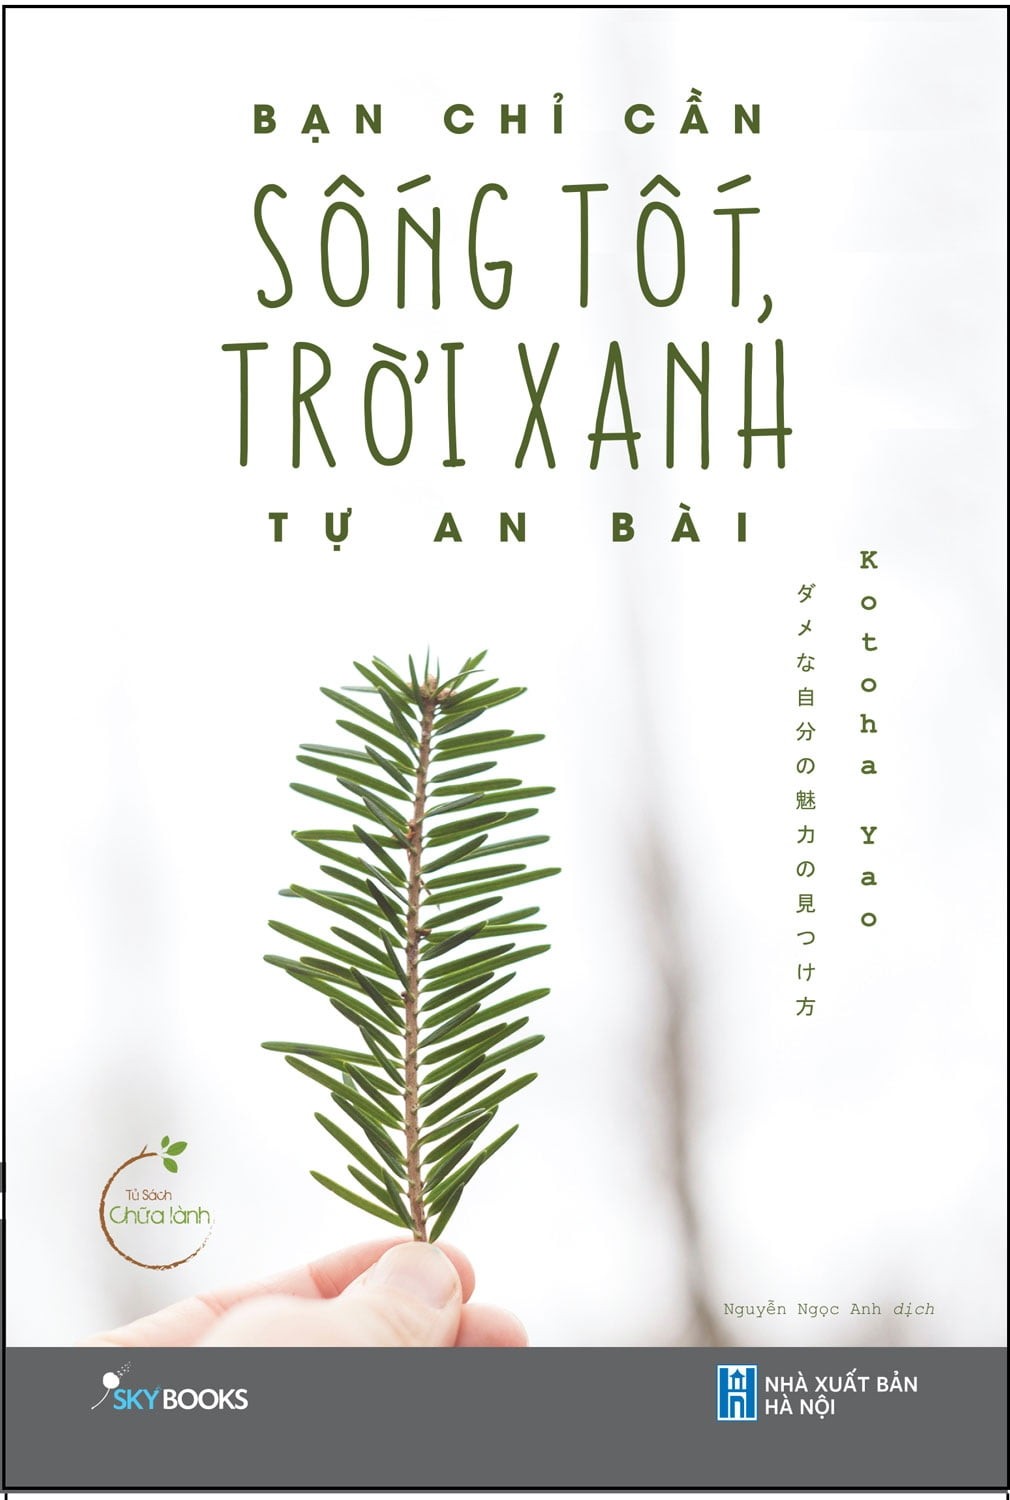 BẠN CHỈ CẦN
SỐNG TỐT,
TRỜI XANH
TỰ AN BÀI
Kotoha Yao
ダメな自分の魅力の見つけ方
Tủ Sách
Chữa lành
Nguyễn Ngọc Anh dịch
SKYBOOKS
NHÀ XUẤT BẢN
HÀ NỘI